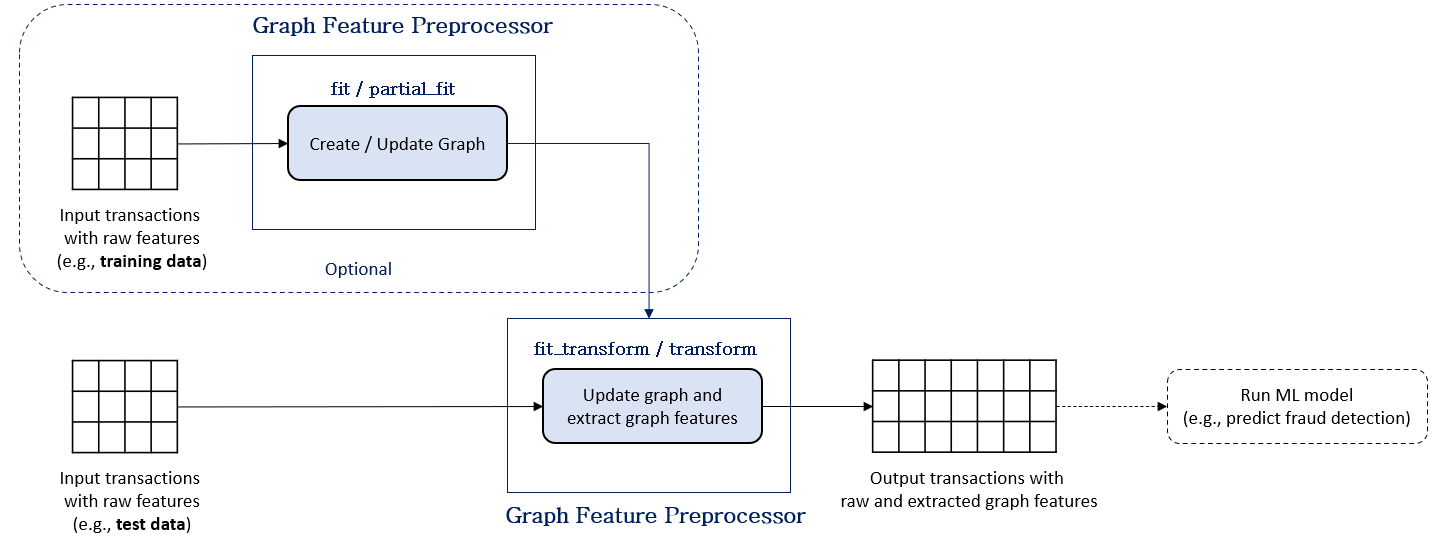 Graph Feature Preprocessor
fit / partial_fit
Create / Update Graph
Input transactions
with raw features
(e.g., training data)
Optional
fit_transform / transform
Update graph and
extract graph features
Input transactions
with raw features
(e.g., test data)
Graph Feature Preprocessor
Output transactions with
raw and extracted graph features
Run ML model
(e.g., predict fraud detection)